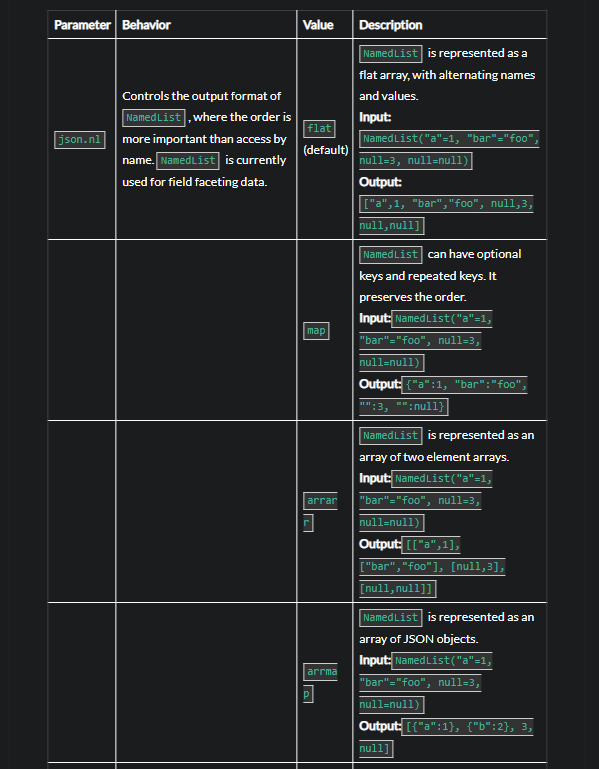 Parameter Behavior Value Description
json.nl
Controls the output format of
NamedList , where the order is
more important than access by
name. NamedList is currently
used for field faceting data.
flat
(default)
NamedList is represented as a
flat array, with alternating names
and values.
Input:
NamedList("a"=1, "bar"="foo",
null=3, null=null)
Output:
["a",1, "bar","foo", null,3,
null,null]
map
NamedList can have optional
keys and repeated keys. It
preserves the order.
Input: NamedList("a"=1,
"bar"="foo", null=3,
null=null)
Output: {"a":1, "bar":"foo",
"":3, "":null}
arrar
r
NamedList is represented as an
array of two element arrays.
Input: NamedList("a"=1,
"bar"="foo", null=3,
null=null)
Output: [["a",1],
["bar","foo"], [null,3],
[null,null]]
arrma
p
NamedList is represented as an
array of JSON objects.
Input: NamedList("a"=1,
"bar"="foo", null=3,
null=null)
Output: [{"a":1}, {"b":2}, 3,
null]